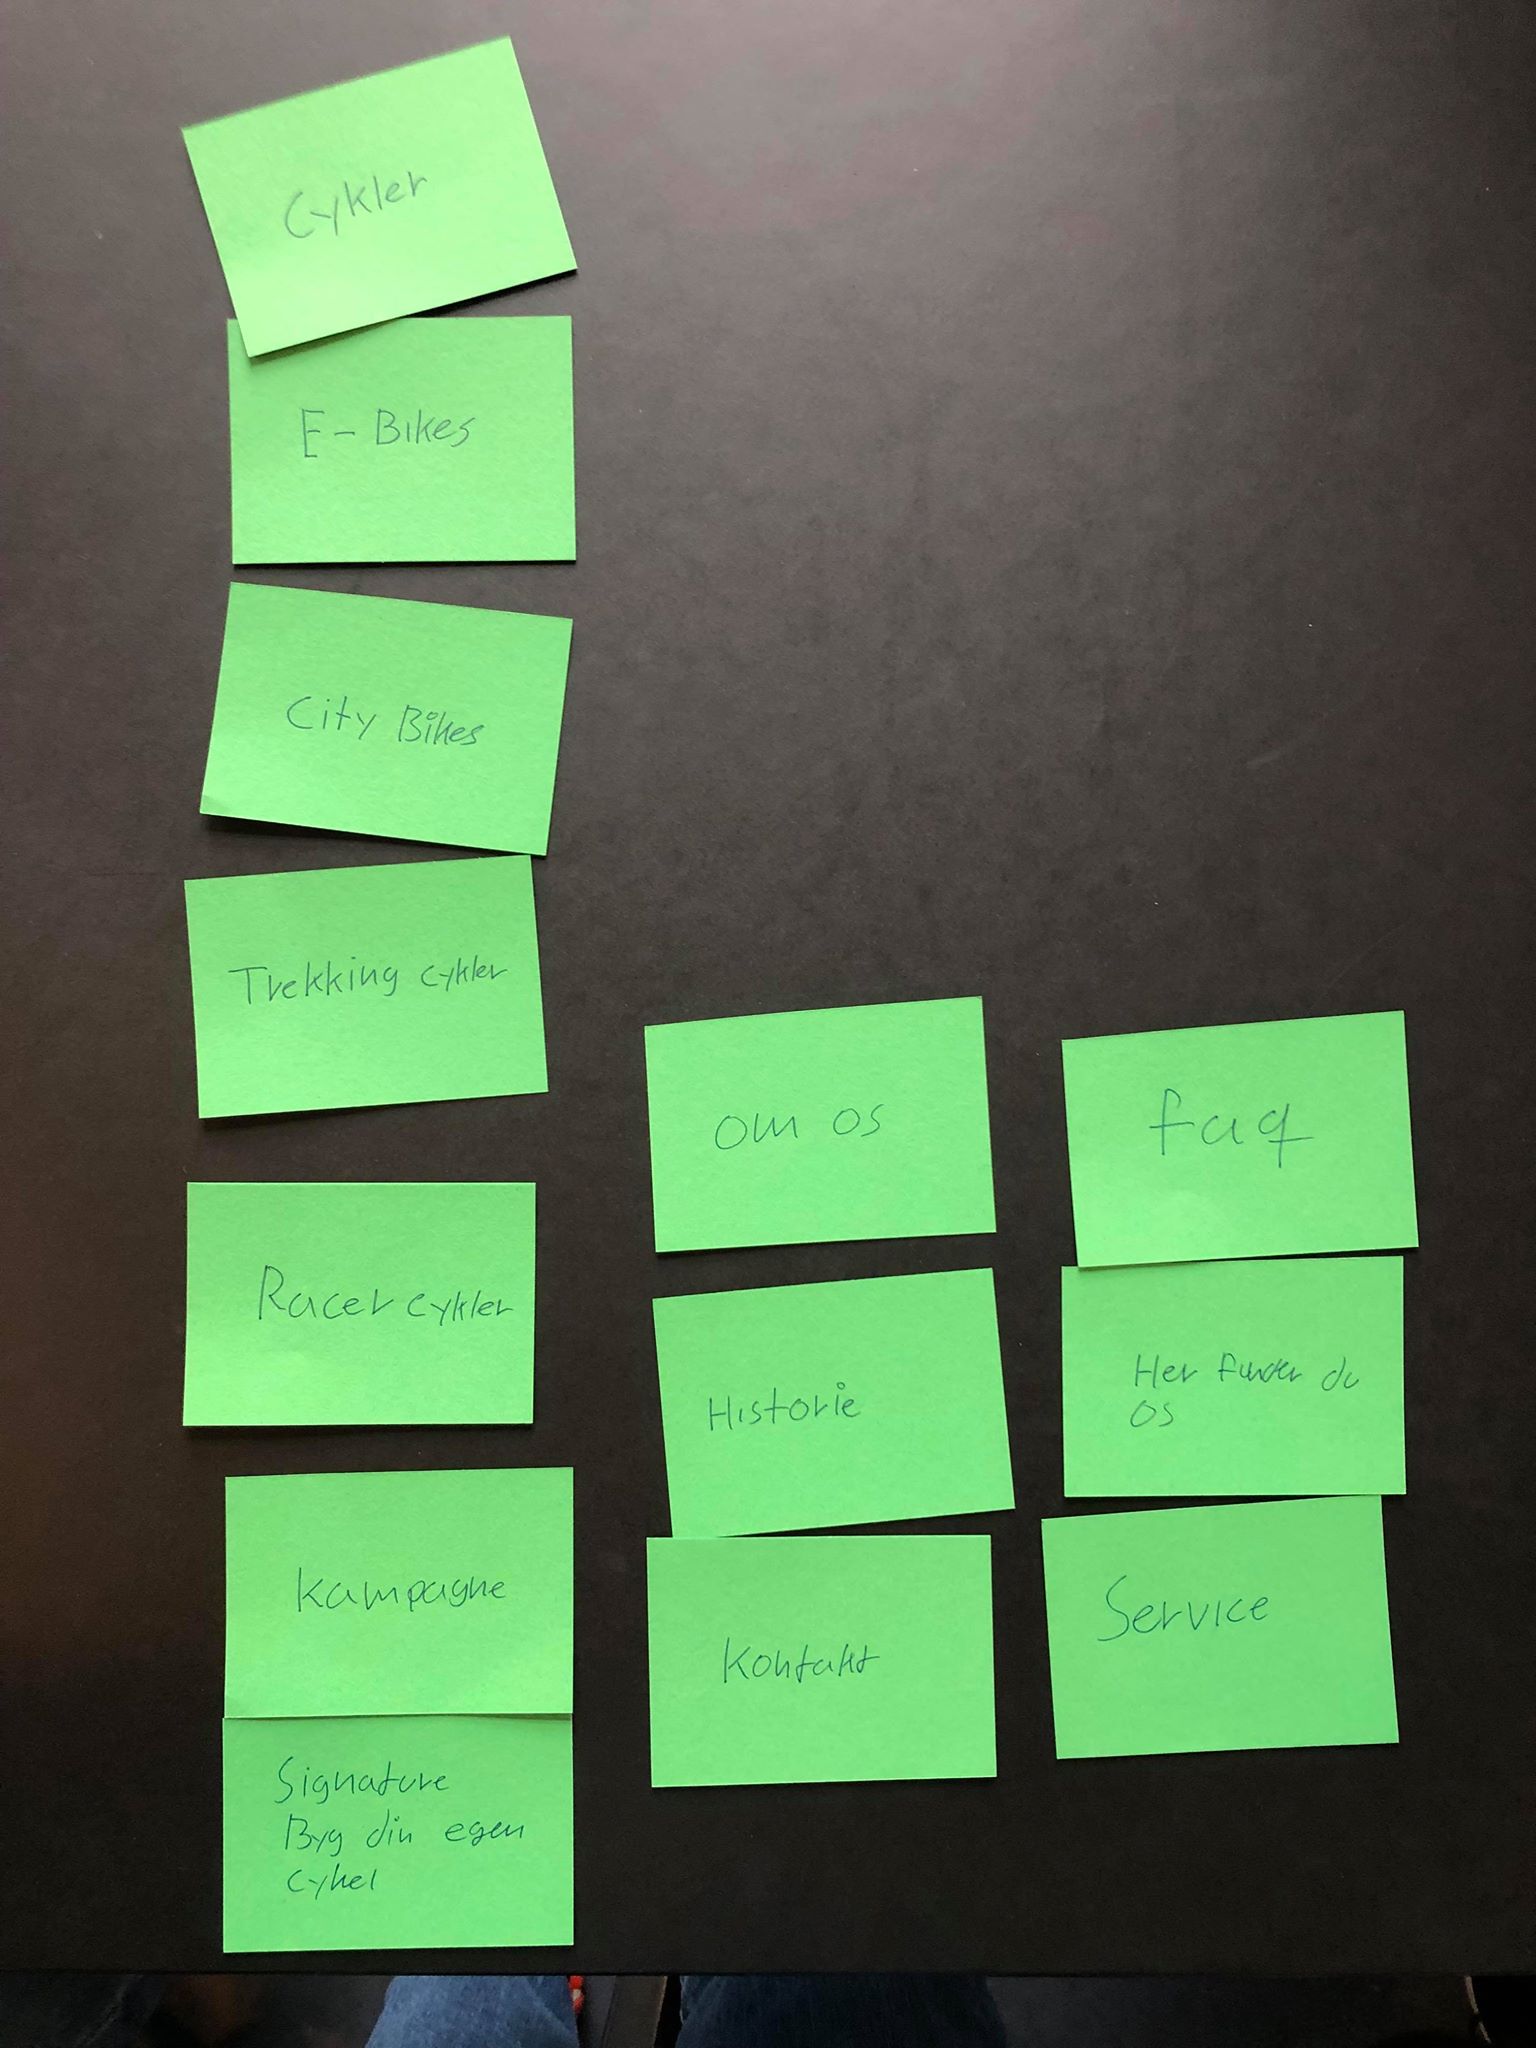 Cykler
E-Bikes
City Bikes
Trekking cykler
Racer cykler
Kampagne
Signature
Byg din egen
cykel
om os
Historie
Kontakt
faq
Her finder du
os
Service